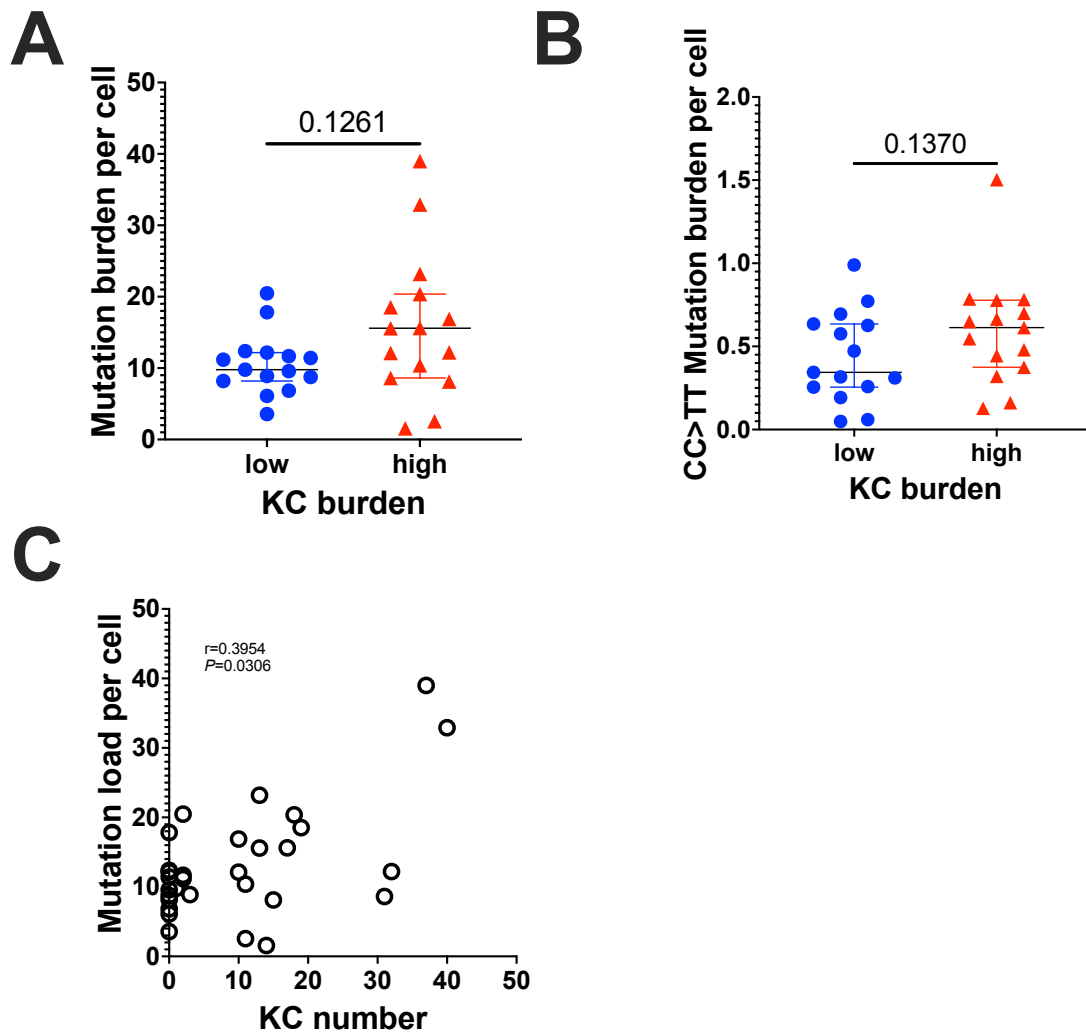 A
Mutation burden per cell
50
40
30
20
10
0
0.1261
low
high
KC burden
B
CC>TT Mutation burden per cell
2.0
1.5
1.0
0.5
0.0
0.1370
low
high
KC burden
C
Mutation load per cell
50
40
30
20
10
0
r=0.3954
P=0.0306
0
10
20
30
40
50
KC number